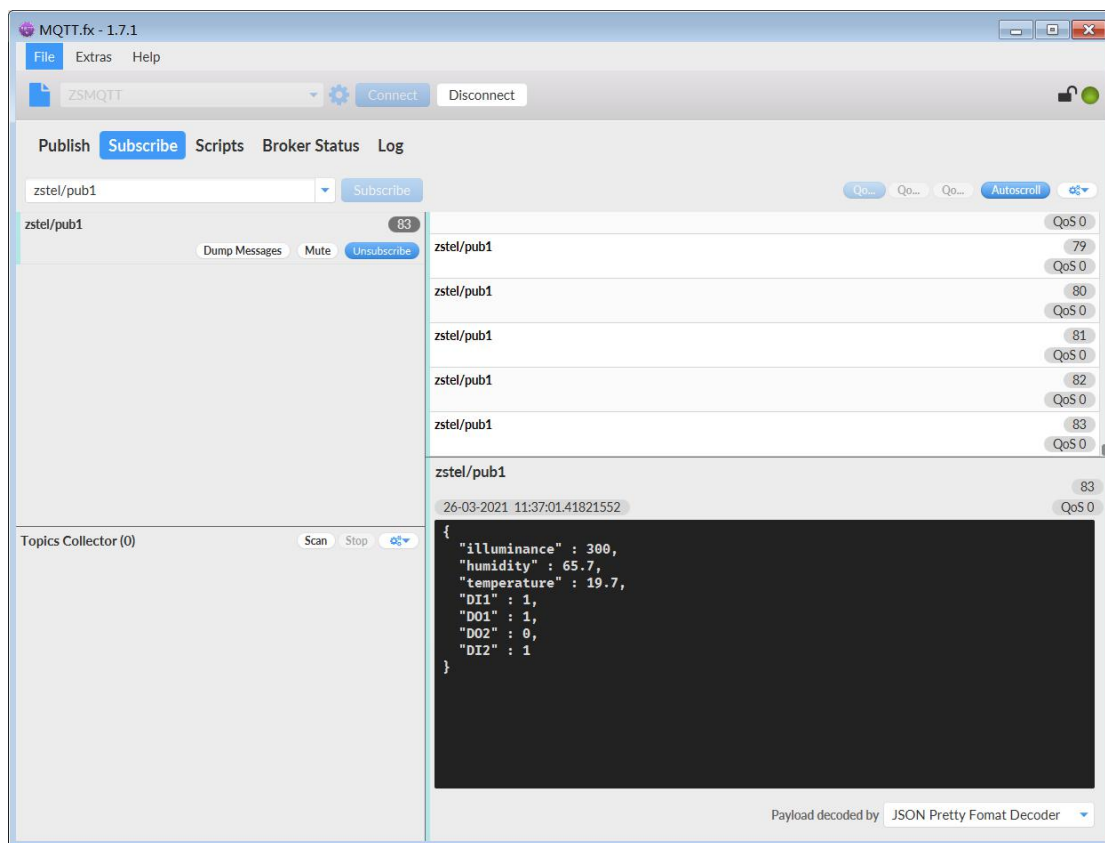 MQTT.fx - 1.7.1
File Extras Help
ZSMQTT Connect Disconnect
Publish Subscribe Scripts Broker Status Log
zstel/pub1 Subscribe Qo... Qo... Qo... Autoscroll
zstel/pub1 83
Dump Messages Mute Unsubscribe
QoS 0
zstel/pub1 79
QoS 0
zstel/pub1 80
QoS 0
zstel/pub1 81
QoS 0
zstel/pub1 82
QoS 0
zstel/pub1 83
QoS 0
zstel/pub1
83
26-03-2021 11:37:01.41821552 QoS 0
Topics Collector (0) Scan Stop
{
"illuminance" : 300,
"humidity" : 65.7,
"temperature" : 19.7,
"DI1" : 1,
"DO1" : 1,
"DO2" : 0,
"DI2" : 1
}
Payload decoded by JSON Pretty Fomat Decoder